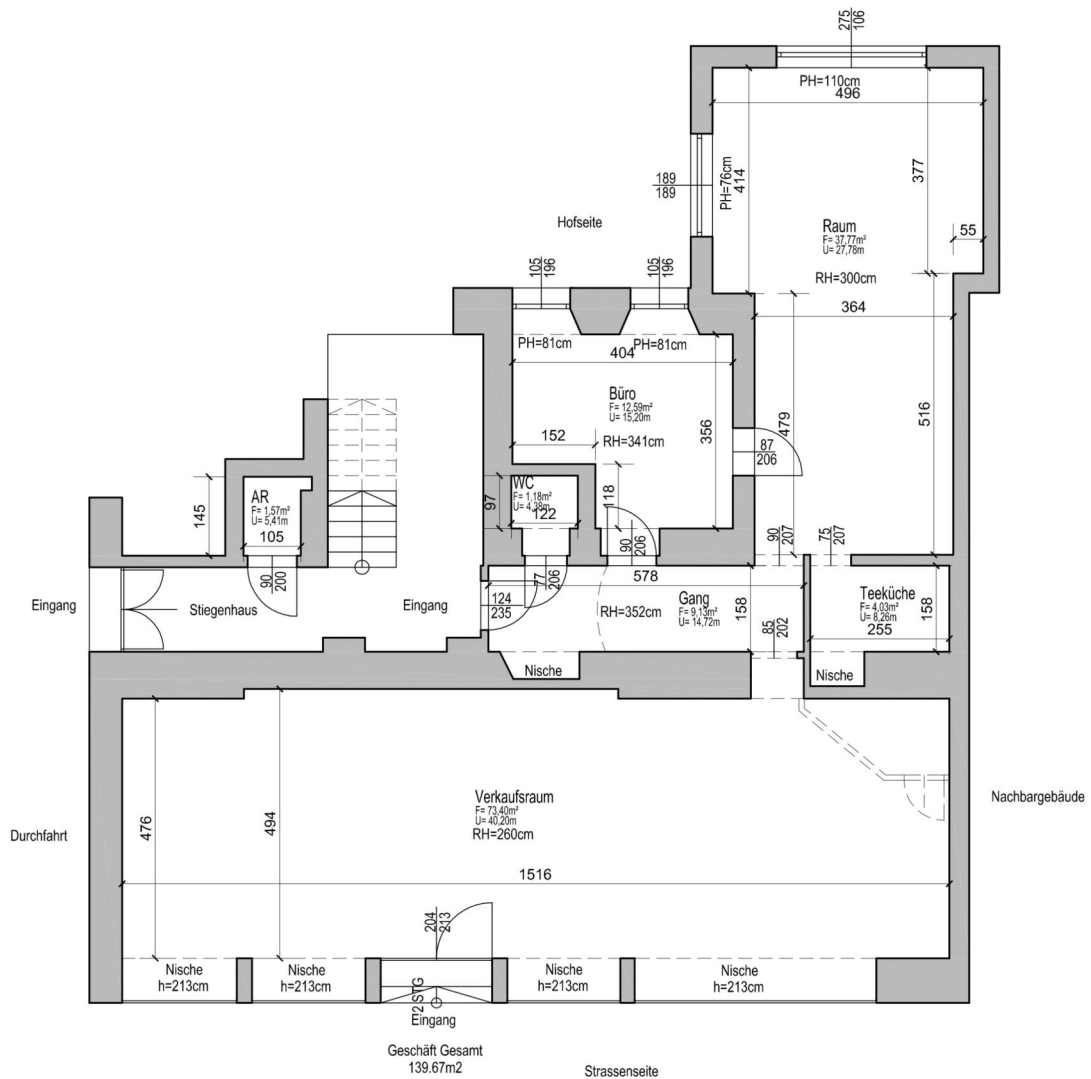 275
106
PH=110cm
496
189
189
PH=76cm
414
377
Hofseite
Raum
F= 37,77m²
U= 27,78m
55
RH=300cm
364
105
196
105
196
PH=81cm
PH=81cm
404
Büro
F= 12,59m²
U= 15,20m
RH=341cm
152
356
479
516
87
206
118
WC
F= 1,18m²
U= 4,38m
97
122
AR
F= 1,57m²
U= 5,41m
145
105
90
200
77
206
90
206
90
207
75
207
578
Eingang
Stiegenhaus
Eingang
124
235
RH=352cm
Gang
F= 9,13m²
U= 14,72m
158
85
202
Teeküche
F= 4,03m²
U= 8,26m
255
158
Nische
Nische
476
494
Verkaufsraum
F= 73,40m²
U= 40,20m
RH=260cm
Nachbargebäude
Durchfahrt
1516
204
213
Nische
h=213cm
Nische
h=213cm
Nische
h=213cm
Nische
h=213cm
2 STG
Eingang
Geschäft Gesamt
139.67m2
Strassenseite